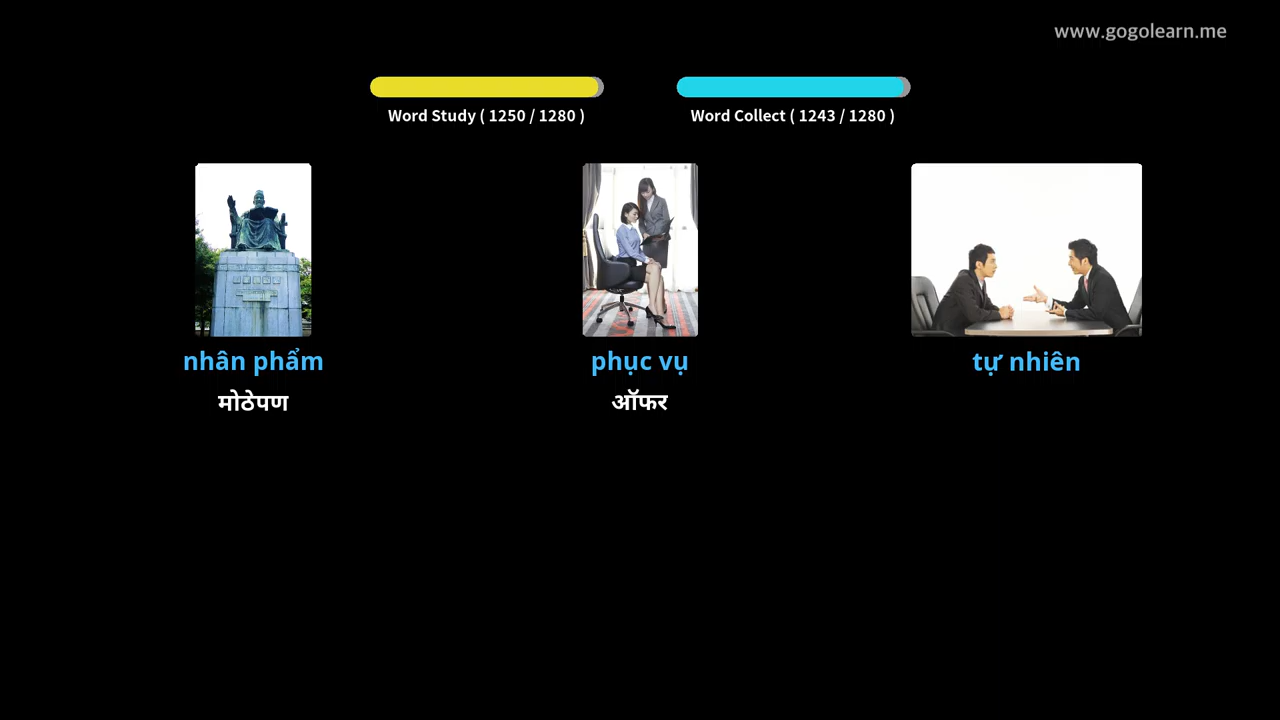 www.gogolearn.me
Word Study ( 1250 / 1280 )
Word Collect ( 1243 / 1280 )
nhân phẩm
phục vụ
tự nhiên
मोठेपण
ऑफर